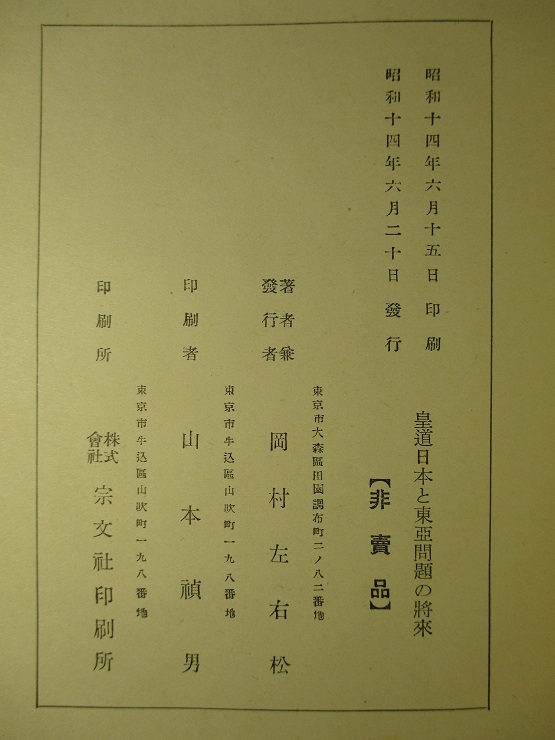 昭和十四年六月十五日 印刷
昭和十四年六月二十日 發行
皇道日本と東亞問題の將來
【非賣品】
東京市大森區田園調布町二ノ八二番地
著者兼
發行者
岡村左右松
東京市牛込區山吹町一九八番地
印刷者
山本禎男
東京市牛込區山吹町一九八番地
印刷所
株式
會社
宗文社印刷所